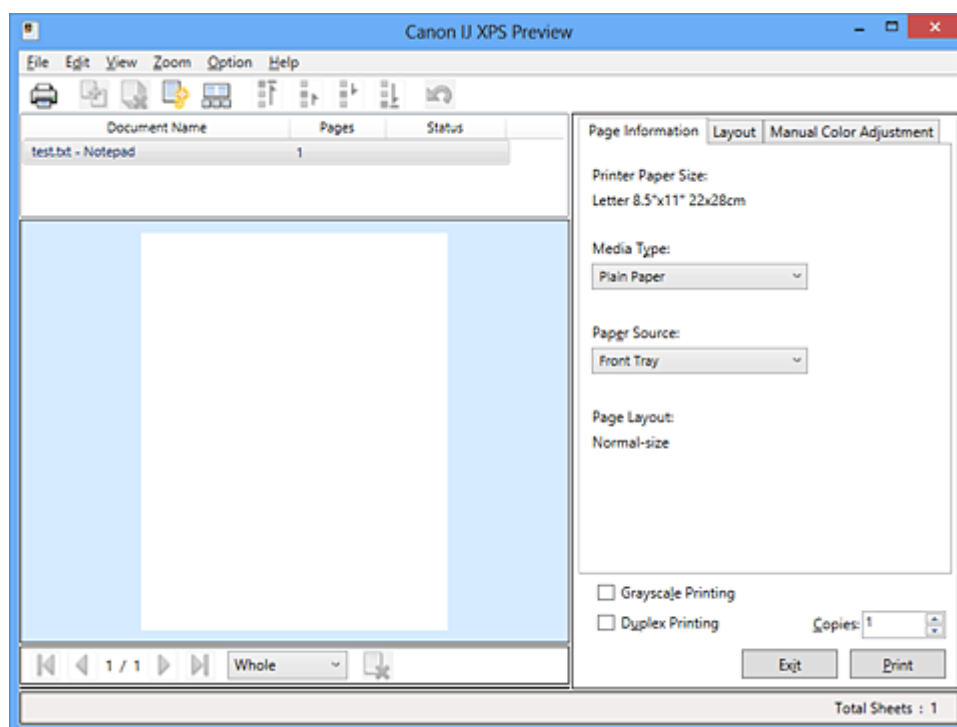 Canon IJ XPS Preview
File Edit View Zoom Option Help
Document Name Pages Status
test.txt - Notepad 1
Page Information Layout Manual Color Adjustment
Printer Paper Size:
Letter 8.5"x11" 22x28cm
Media Type:
Plain Paper
Paper Source:
Front Tray
Page Layout:
Normal-size
Grayscale Printing
Duplex Printing
Copies: 1
1 / 1 Whole
Exit Print
Total Sheets : 1